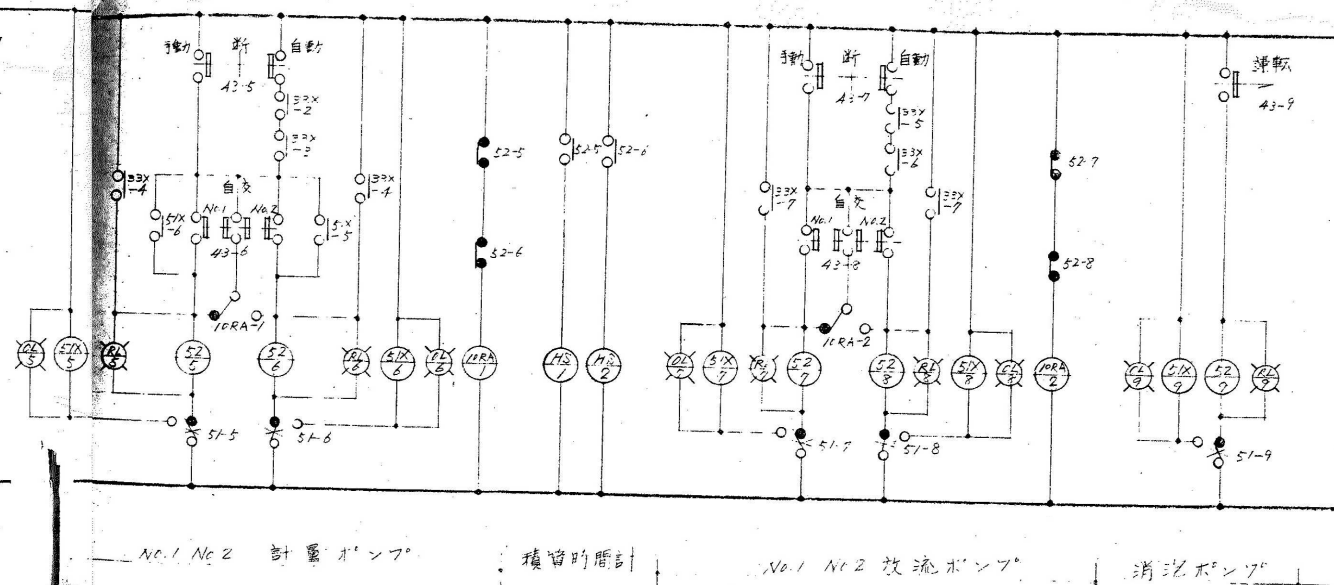 手動 断 自動
43-5
33X-2
33X-3
33X-4
自交
No.1 No.2
51X-6
43-6
51X-5
33X-4
10RA-1
52-5
52-6
52-5
52-6
OL 5
51X 5
RL 5
52 5
52 6
RL 6
51X 6
OL 6
10RA 1
HS 1
HS 2
51-5
51-6
手動 断 自動
43-7
33X-5
33X-6
33X-7
自交
No.1 No.2
43-8
33X-7
10RA-2
52-7
52-8
OL 7
51X 7
RL 7
52 7
52 8
RL 8
51X 8
OL 8
10RA 2
51-7
51-8
運転
43-9
OL 9
51X 9
52 9
RL 9
51-9
No.1 No.2 計量ポンプ
積算時間計
No.1 No.2 放流ポンプ
消泡ポンプ